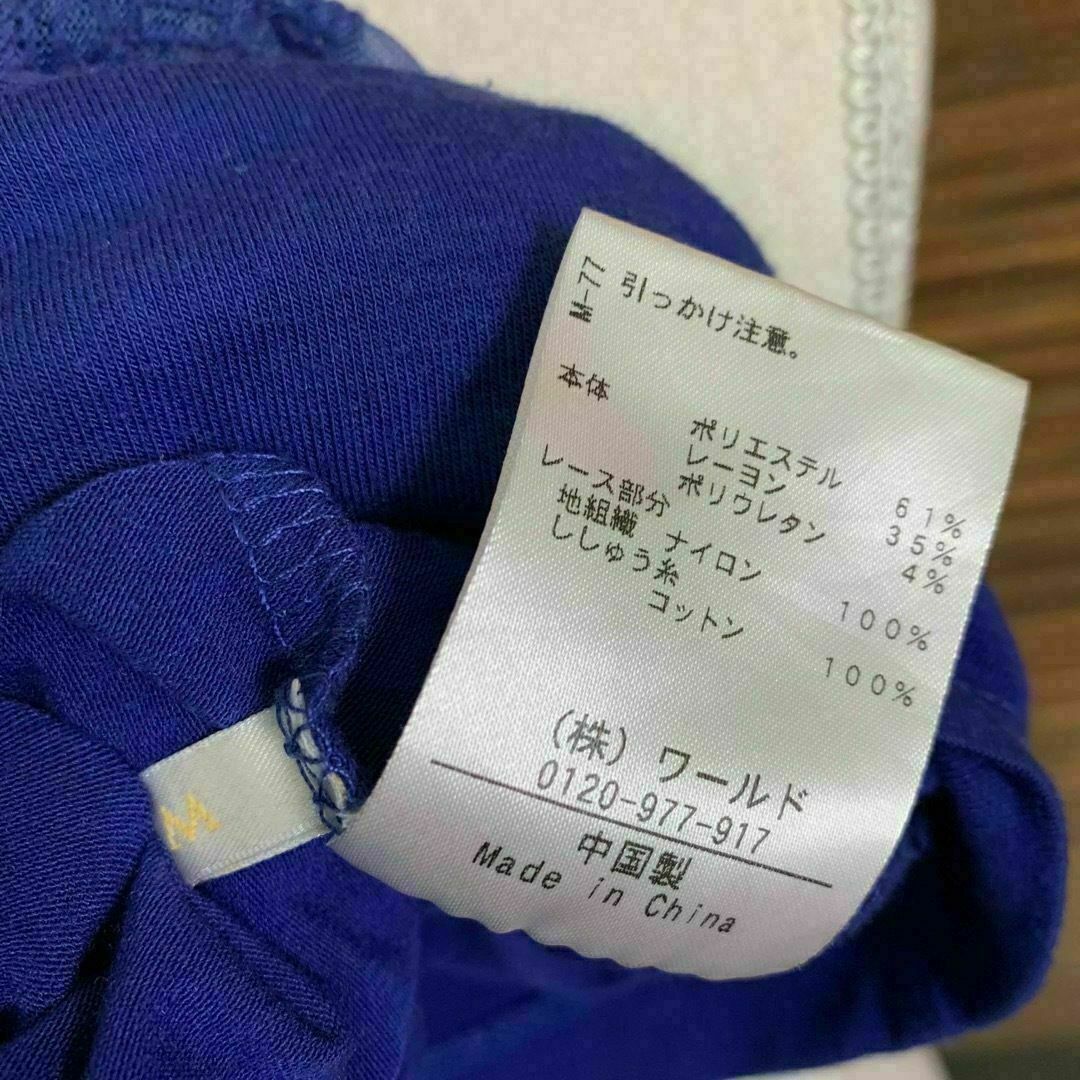 M-77
引っかけ注意。
本体
ポリエステル 61%
レーヨン 35%
ポリウレタン 4%
レース部分
地組織 ナイロン 100%
ししゅう糸
コットン 100%
(株) ワールド
0120-977-917
中国製
Made in China
M